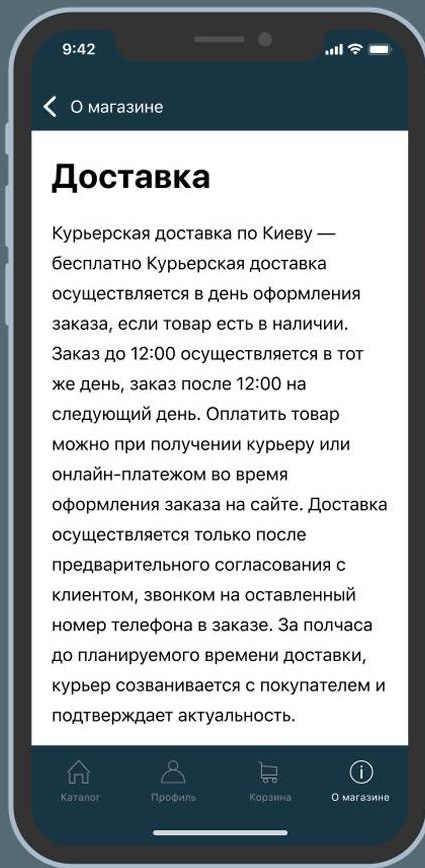 9:42
О магазине
Доставка
Курьерская доставка по Киеву —
бесплатно Курьерская доставка
осуществляется в день оформления
заказа, если товар есть в наличии.
Заказ до 12:00 осуществляется в тот
же день, заказ после 12:00 на
следующий день. Оплатить товар
можно при получении курьеру или
онлайн-платежом во время
оформления заказа на сайте. Доставка
осуществляется только после
предварительного согласования с
клиентом, звонком на оставленный
номер телефона в заказе. За полчаса
до планируемого времени доставки,
курьер созванивается с покупателем и
подтверждает актуальность.
Каталог Профиль Корзина О магазине